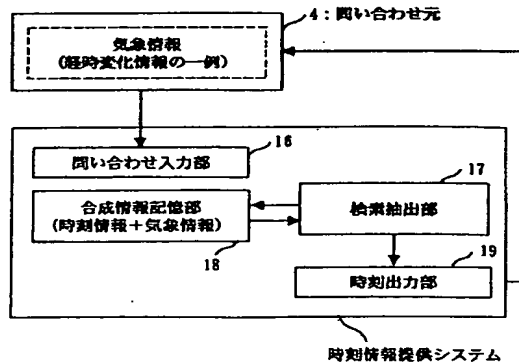 4：問い合わせ元
気象情報
(経時変化情報の一例)
16
問い合わせ入力部
17
合成情報記憶部
(時刻情報+気象情報)
検索抽出部
18
19
時刻出力部
時刻情報提供システム